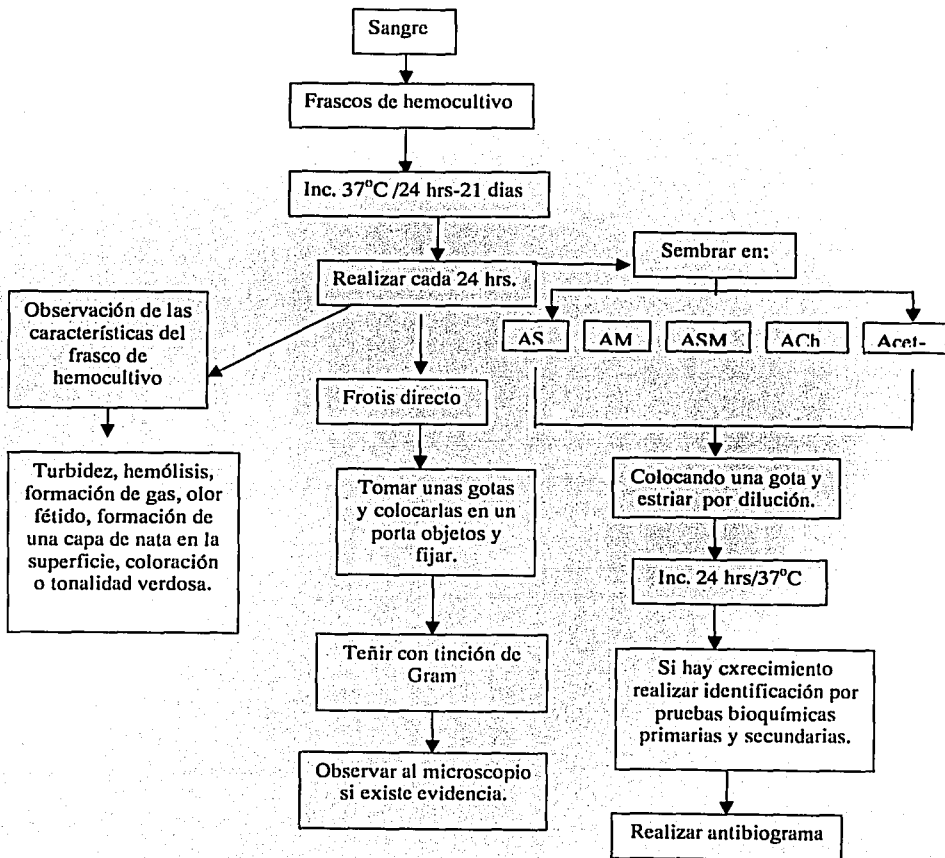 Sangre
Frascos de hemocultivo
Inc. 37°C /24 hrs-21 dias
Realizar cada 24 hrs.
Sembrar en:
Observación de las
características del
frasco de
hemocultivo
AS
AM
ASM
ACh
Acet-
Frotis directo
Turbidez, hemólisis,
formación de gas, olor
fétido, formación de
una capa de nata en la
superficie, coloración
o tonalidad verdosa.
Tomar unas gotas
y colocarlas en un
porta objetos y
fijar.
Colocando una gota y
estriar por dilución.
Inc. 24 hrs/37°C
Teñir con tinción de
Gram
Si hay cxrecimiento
realizar identificación por
pruebas bioquímicas
primarias y secundarias.
Observar al microscopio
si existe evidencia.
Realizar antibiograma